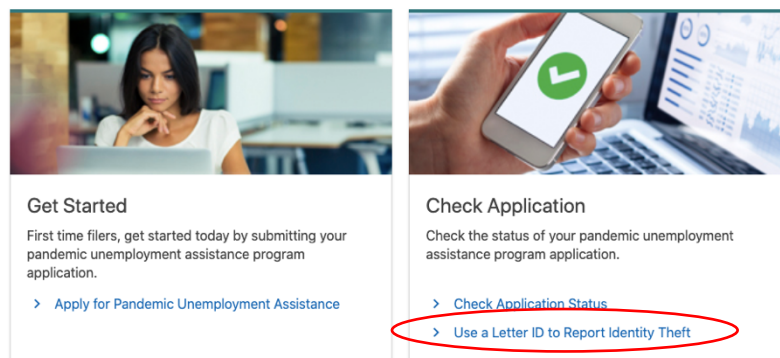 Get Started
First time filers, get started today by submitting your
pandemic unemployment assistance program
application.
> Apply for Pandemic Unemployment Assistance
Check Application
Check the status of your pandemic unemployment
assistance program application.
> Check Application Status
> Use a Letter ID to Report Identity Theft